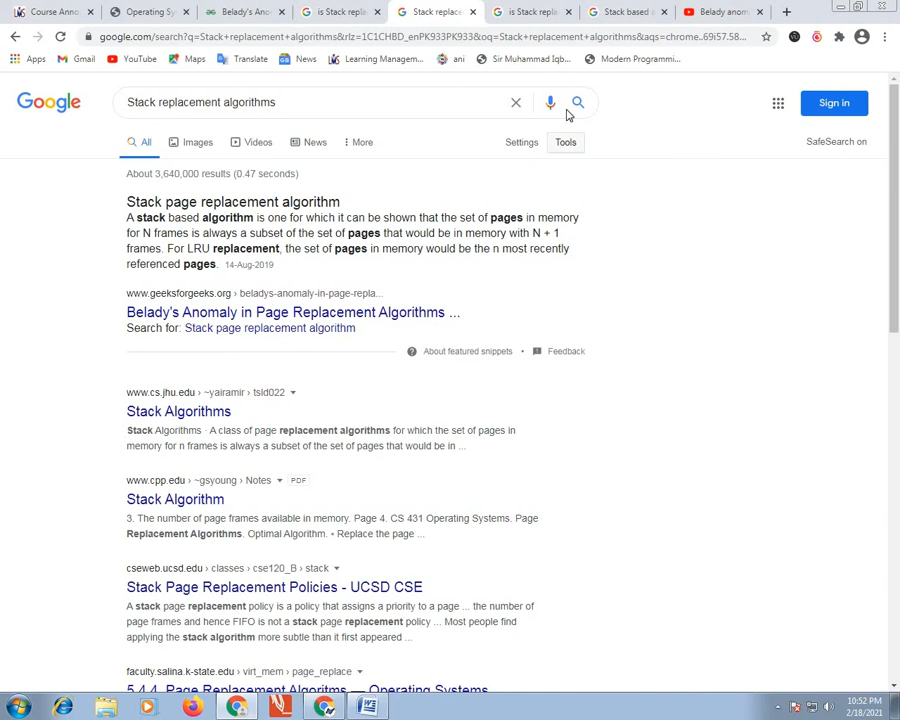 Course Anno
Operating Sy
Belady's Ano
is Stack repla
Stack replace
is Stack repla
Stack based a
Belady anom
google.com/search?q=Stack+replacement+algorithms&rlz=1C1CHBD_enPK933PK933&oq=Stack+replacement+algorithms&aqs=chrome..69i57.58...
Apps
Gmail
YouTube
Maps
Translate
News
Learning Managem...
ani
Sir Muhammad Iqb...
Modern Programmi...
Google
Stack replacement algorithms
Sign in
All
Images
Videos
News
More
Settings
Tools
SafeSearch on
About 3,640,000 results (0.47 seconds)
Stack page replacement algorithm
A stack based algorithm is one for which it can be shown that the set of pages in memory
for N frames is always a subset of the set of pages that would be in memory with N + 1
frames. For LRU replacement, the set of pages in memory would be the n most recently
referenced pages. 14-Aug-2019
www.geeksforgeeks.org › beladys-anomaly-in-page-repla...
Belady's Anomaly in Page Replacement Algorithms ...
Search for: Stack page replacement algorithm
About featured snippets • Feedback
www.cs.jhu.edu › ~yairamir › tsld022
Stack Algorithms
Stack Algorithms · A class of page replacement algorithms for which the set of pages in
memory for n frames is always a subset of the set of pages that would be in ...
www.cpp.edu › ~gsyoung › Notes PDF
Stack Algorithm
3. The number of page frames available in memory. Page 4. CS 431 Operating Systems. Page
Replacement Algorithms. Optimal Algorithm. • Replace the page ...
cseweb.ucsd.edu › classes › cse120_B › stack
Stack Page Replacement Policies - UCSD CSE
A stack page replacement policy is a policy that assigns a priority to a page ... the number of
page frames and hence FIFO is not a stack page replacement policy ... Most people find
applying the stack algorithm more subtle than it first appeared ...
faculty.salina.k-state.edu › virt_mem › page_replace
5.4.4. Page Replacement Algoritms — Operating Systems
10:52 PM
2/18/2021